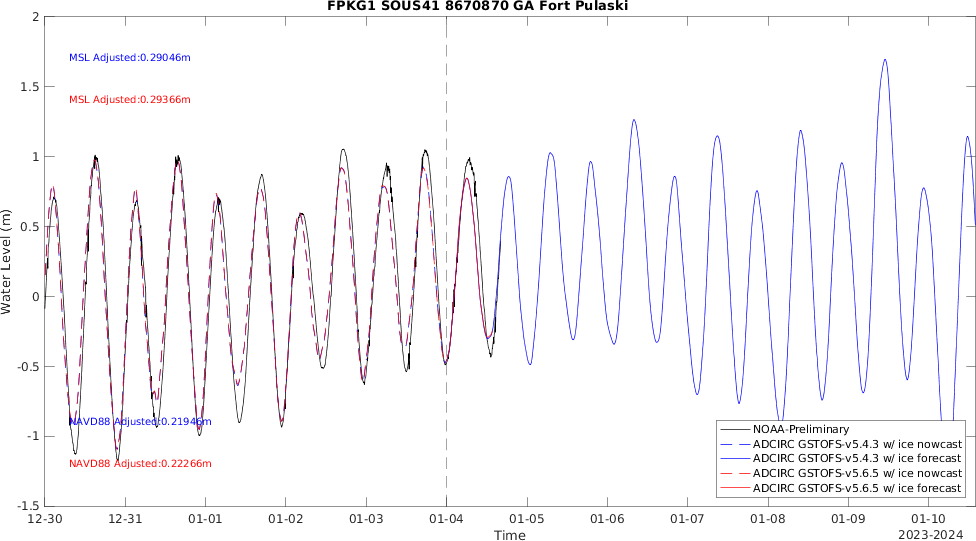 FPKG1 SOUS41 8670870 GA Fort Pulaski
2
1.5
1
0.5
0
-0.5
-1
-1.5
Water Level (m)
MSL Adjusted:0.29046m
MSL Adjusted:0.29366m
NAVD88 Adjusted:0.21946m
NAVD88 Adjusted:0.22266m
NOAA-Preliminary
ADCIRC GSTOFS-v5.4.3 w/ ice nowcast
ADCIRC GSTOFS-v5.4.3 w/ ice forecast
ADCIRC GSTOFS-v5.6.5 w/ ice nowcast
ADCIRC GSTOFS-v5.6.5 w/ ice forecast
12-30 12-31 01-01 01-02 01-03 01-04 01-05 01-06 01-07 01-08 01-09 01-10
Time
2023-2024